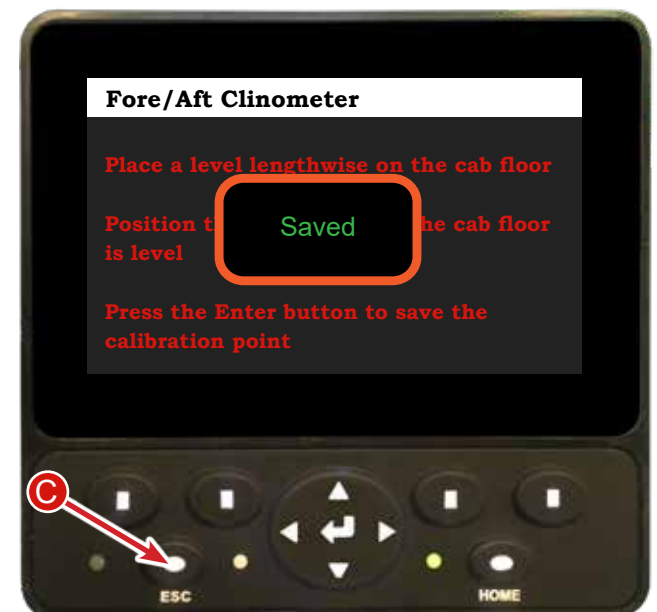 Fore/Aft Clinometer
Place a level lengthwise on the cab floor
Position t Saved he cab floor
is level
Press the Enter button to save the
calibration point
C
ESC
HOME